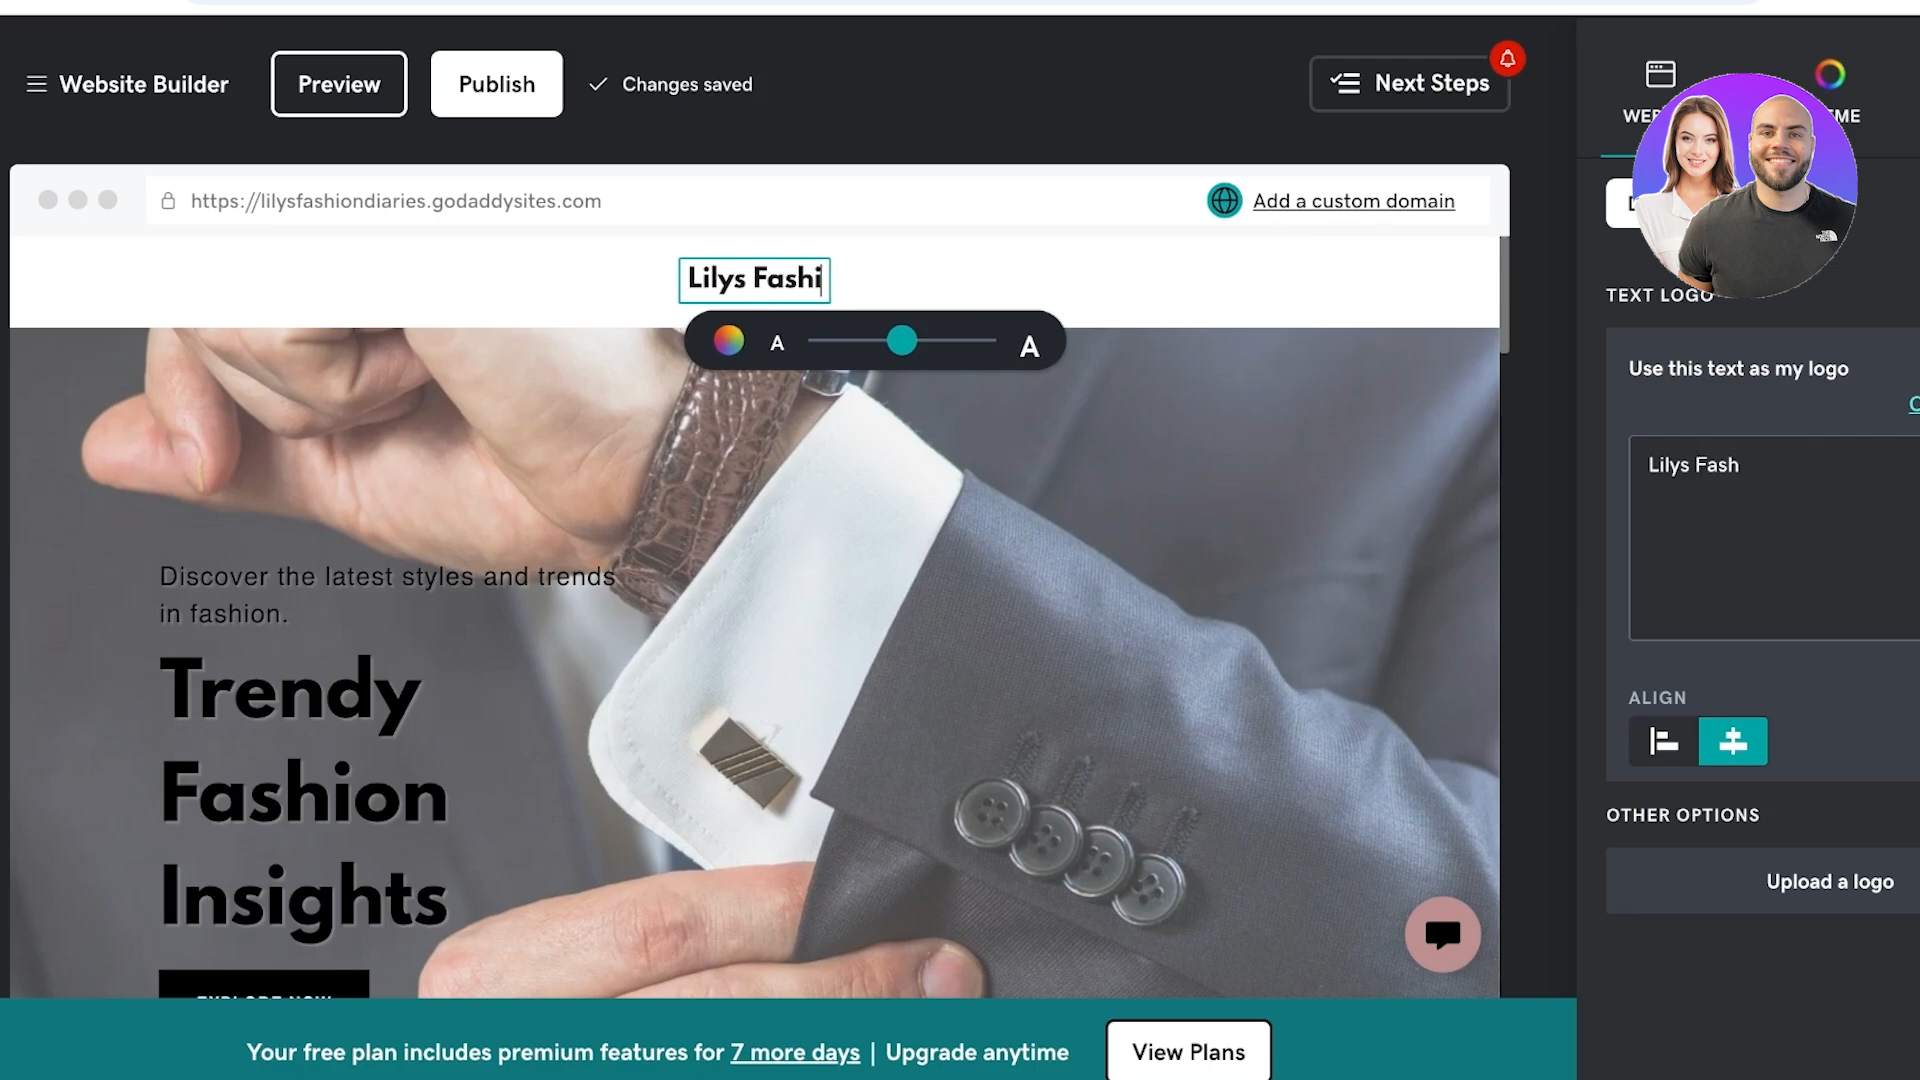 Website Builder
Preview
Publish
Changes saved
Next Steps
https://lilysfashiondiaries.godaddysites.com
Add a custom domain
Lilys Fashi
A
A
TEXT LOGO
Use this text as my logo
Lilys Fash
ALIGN
OTHER OPTIONS
Upload a logo
Discover the latest styles and trends
in fashion.
Trendy
Fashion
Insights
Your free plan includes premium features for 7 more days | Upgrade anytime
View Plans